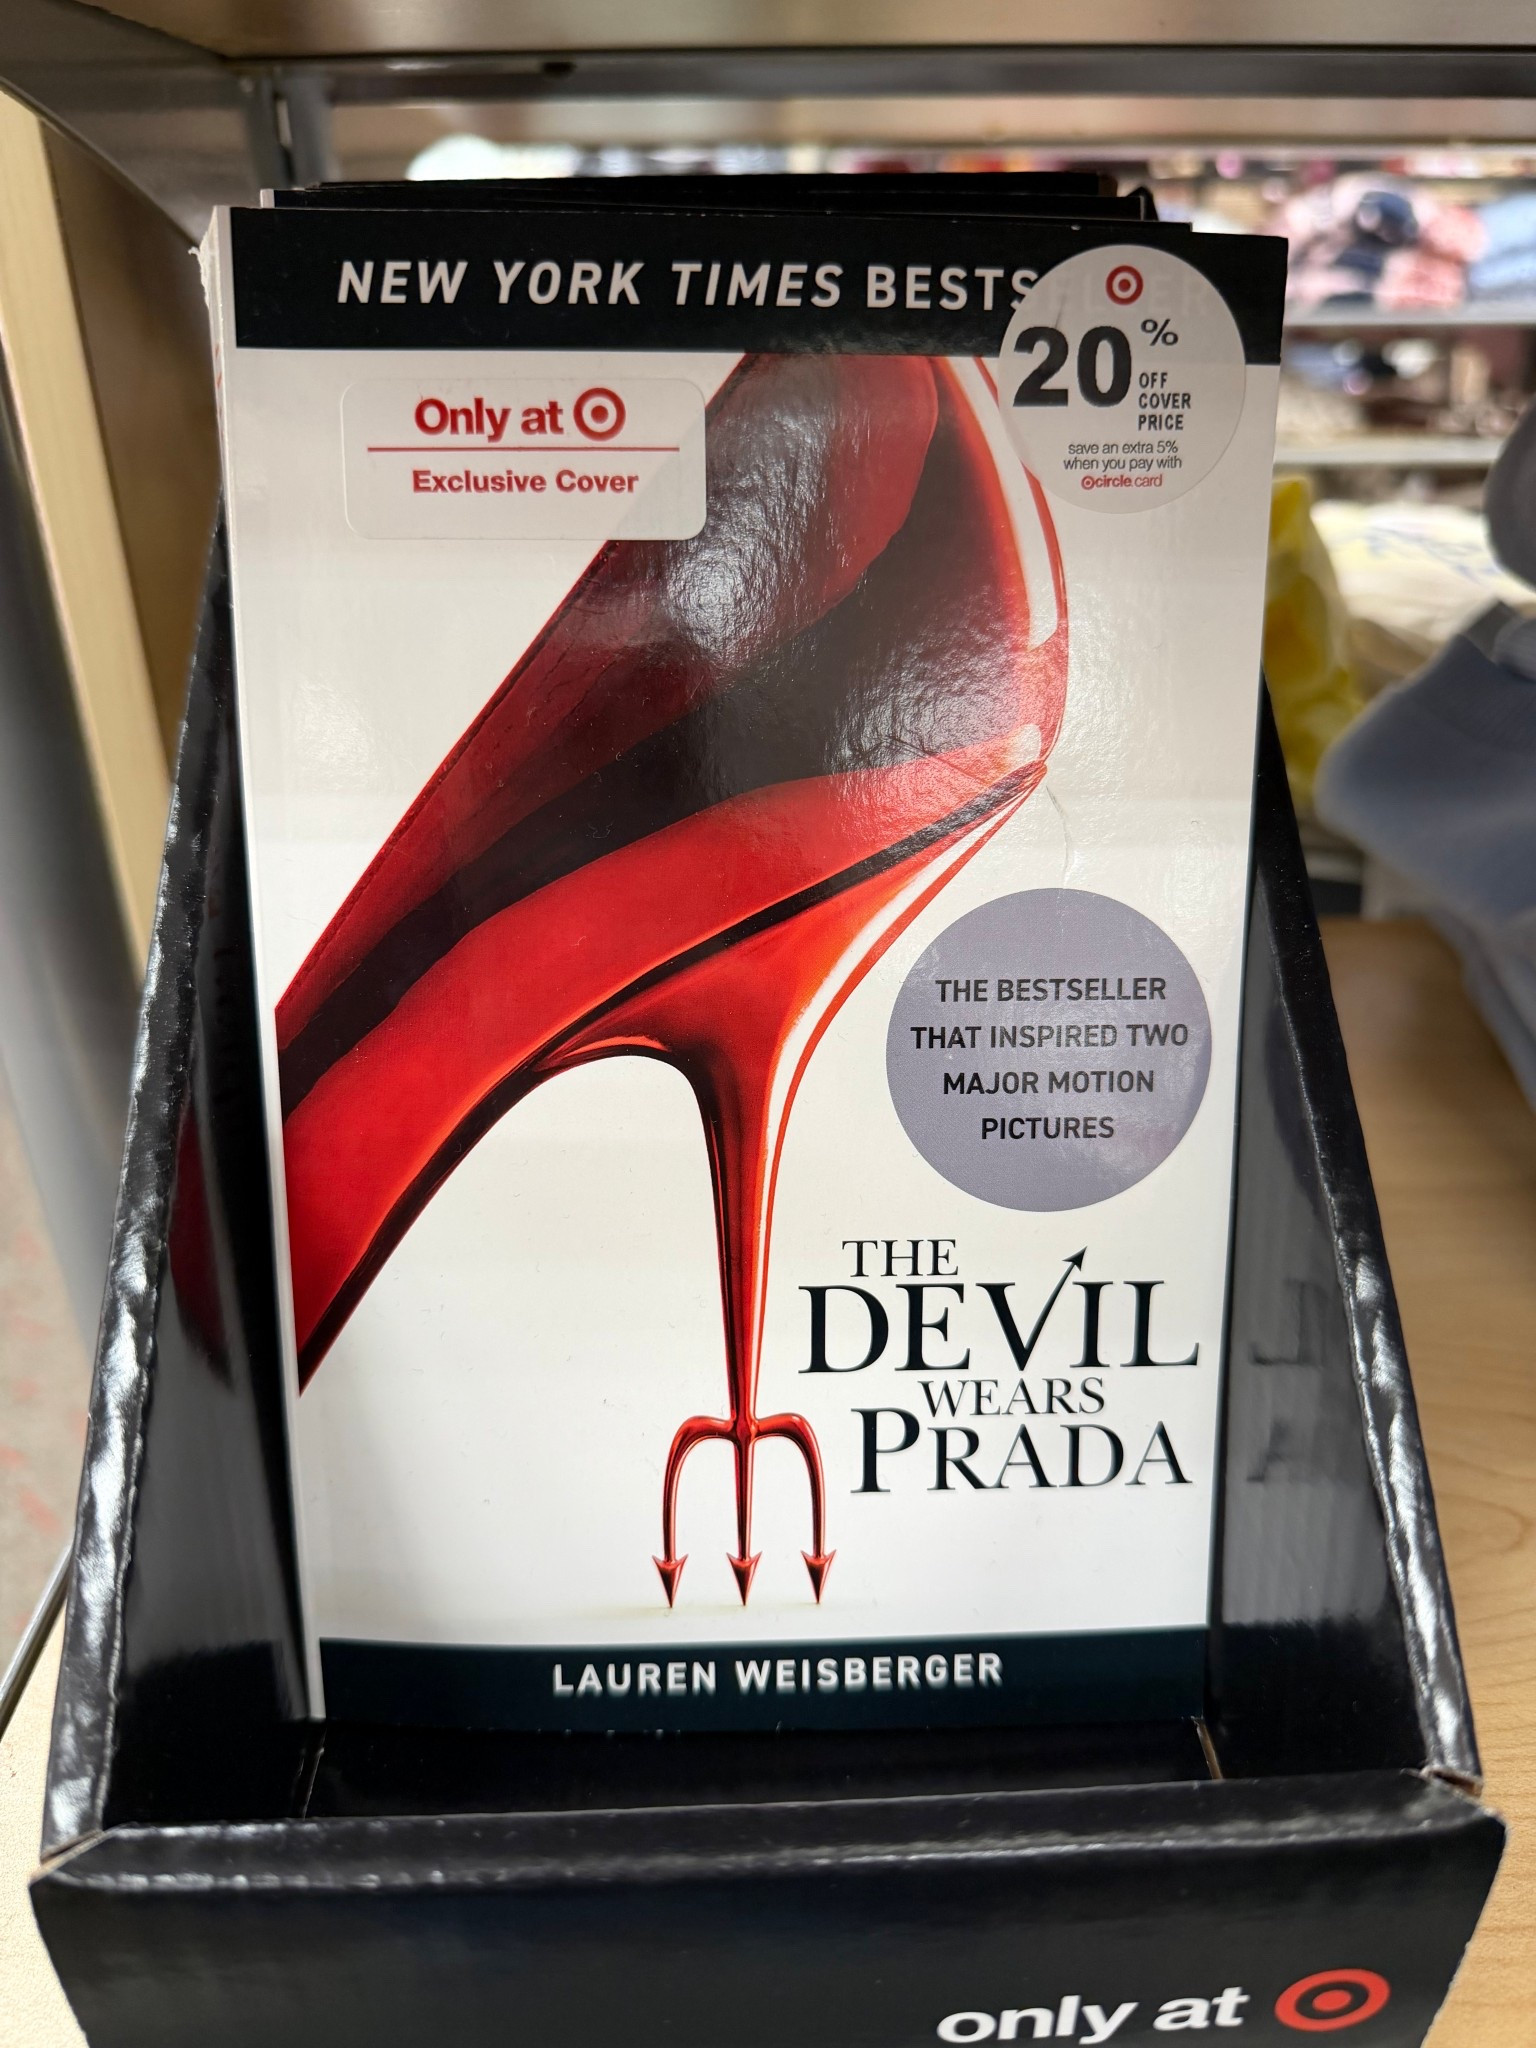 NEW YORK TIMES BESTSELLER
Only at
Exclusive Cover
20%
OFF
COVER
PRICE
save an extra 5%
when you pay with
circle card
THE BESTSELLER
THAT INSPIRED TWO
MAJOR MOTION
PICTURES
THE
DEVIL
WEARS
PRADA
LAUREN WEISBERGER
only at